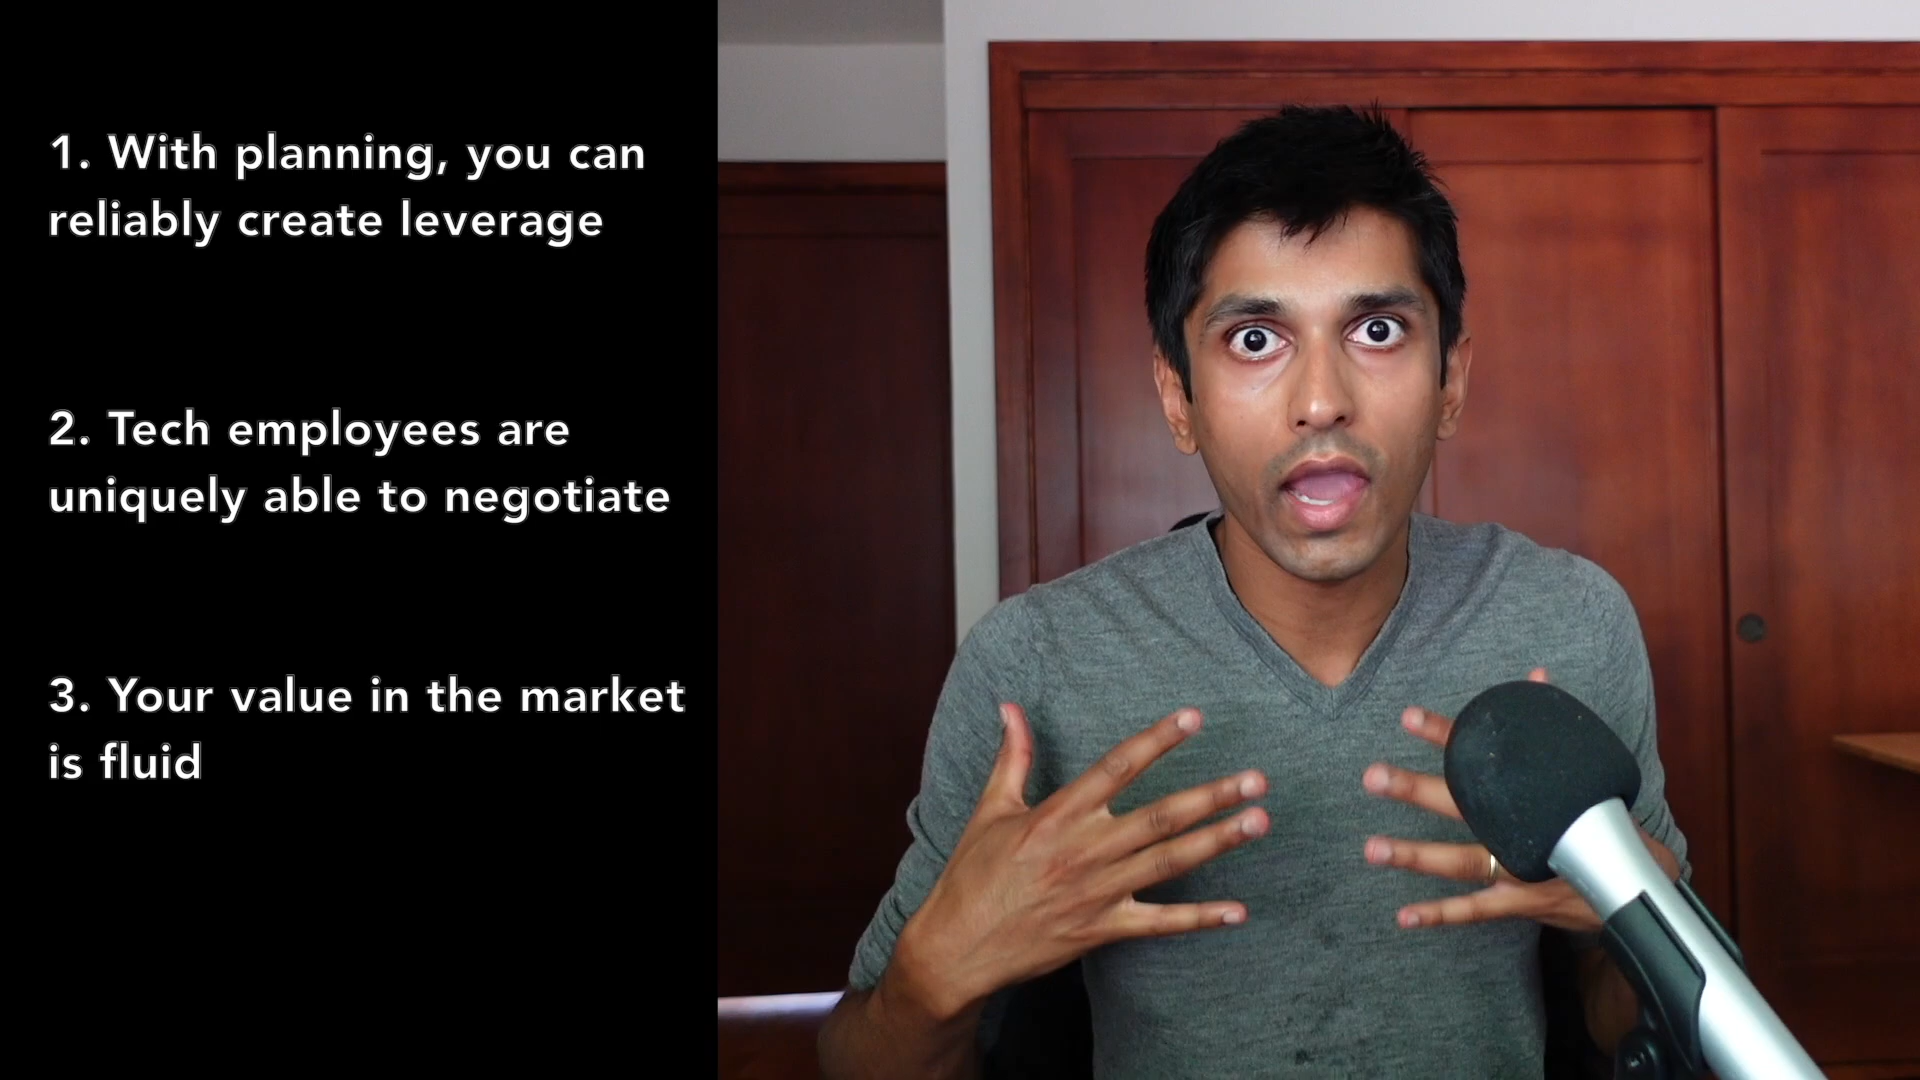 1. With planning, you can
reliably create leverage
2. Tech employees are
uniquely able to negotiate
3. Your value in the market
is fluid